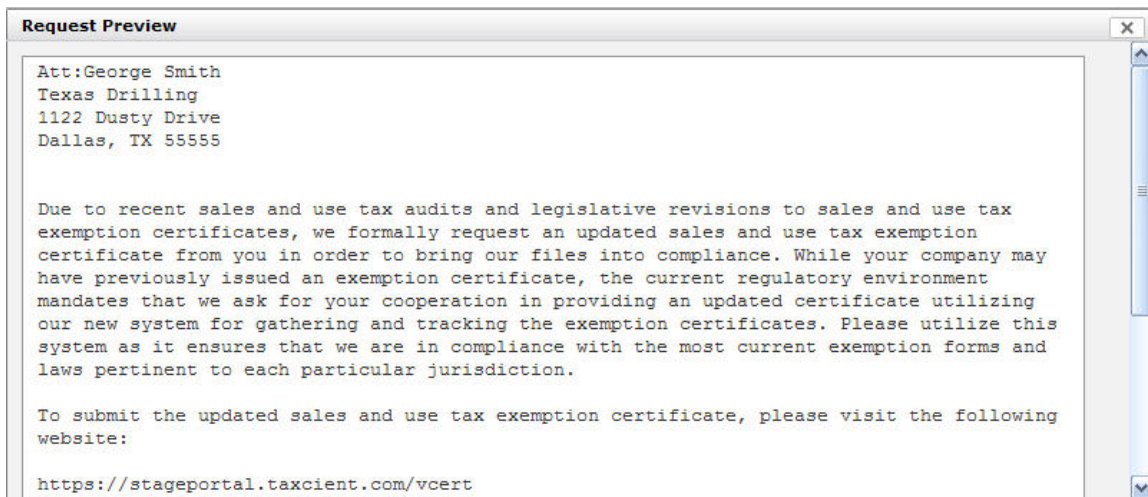 Request Preview
Att:George Smith
Texas Drilling
1122 Dusty Drive
Dallas, TX 55555
Due to recent sales and use tax audits and legislative revisions to sales and use tax
exemption certificates, we formally request an updated sales and use tax exemption
certificate from you in order to bring our files into compliance. While your company may
have previously issued an exemption certificate, the current regulatory environment
mandates that we ask for your cooperation in providing an updated certificate utilizing
our new system for gathering and tracking the exemption certificates. Please utilize this
system as it ensures that we are in compliance with the most current exemption forms and
laws pertinent to each particular jurisdiction.
To submit the updated sales and use tax exemption certificate, please visit the following
website:
https://stageportal.taxcient.com/vcert